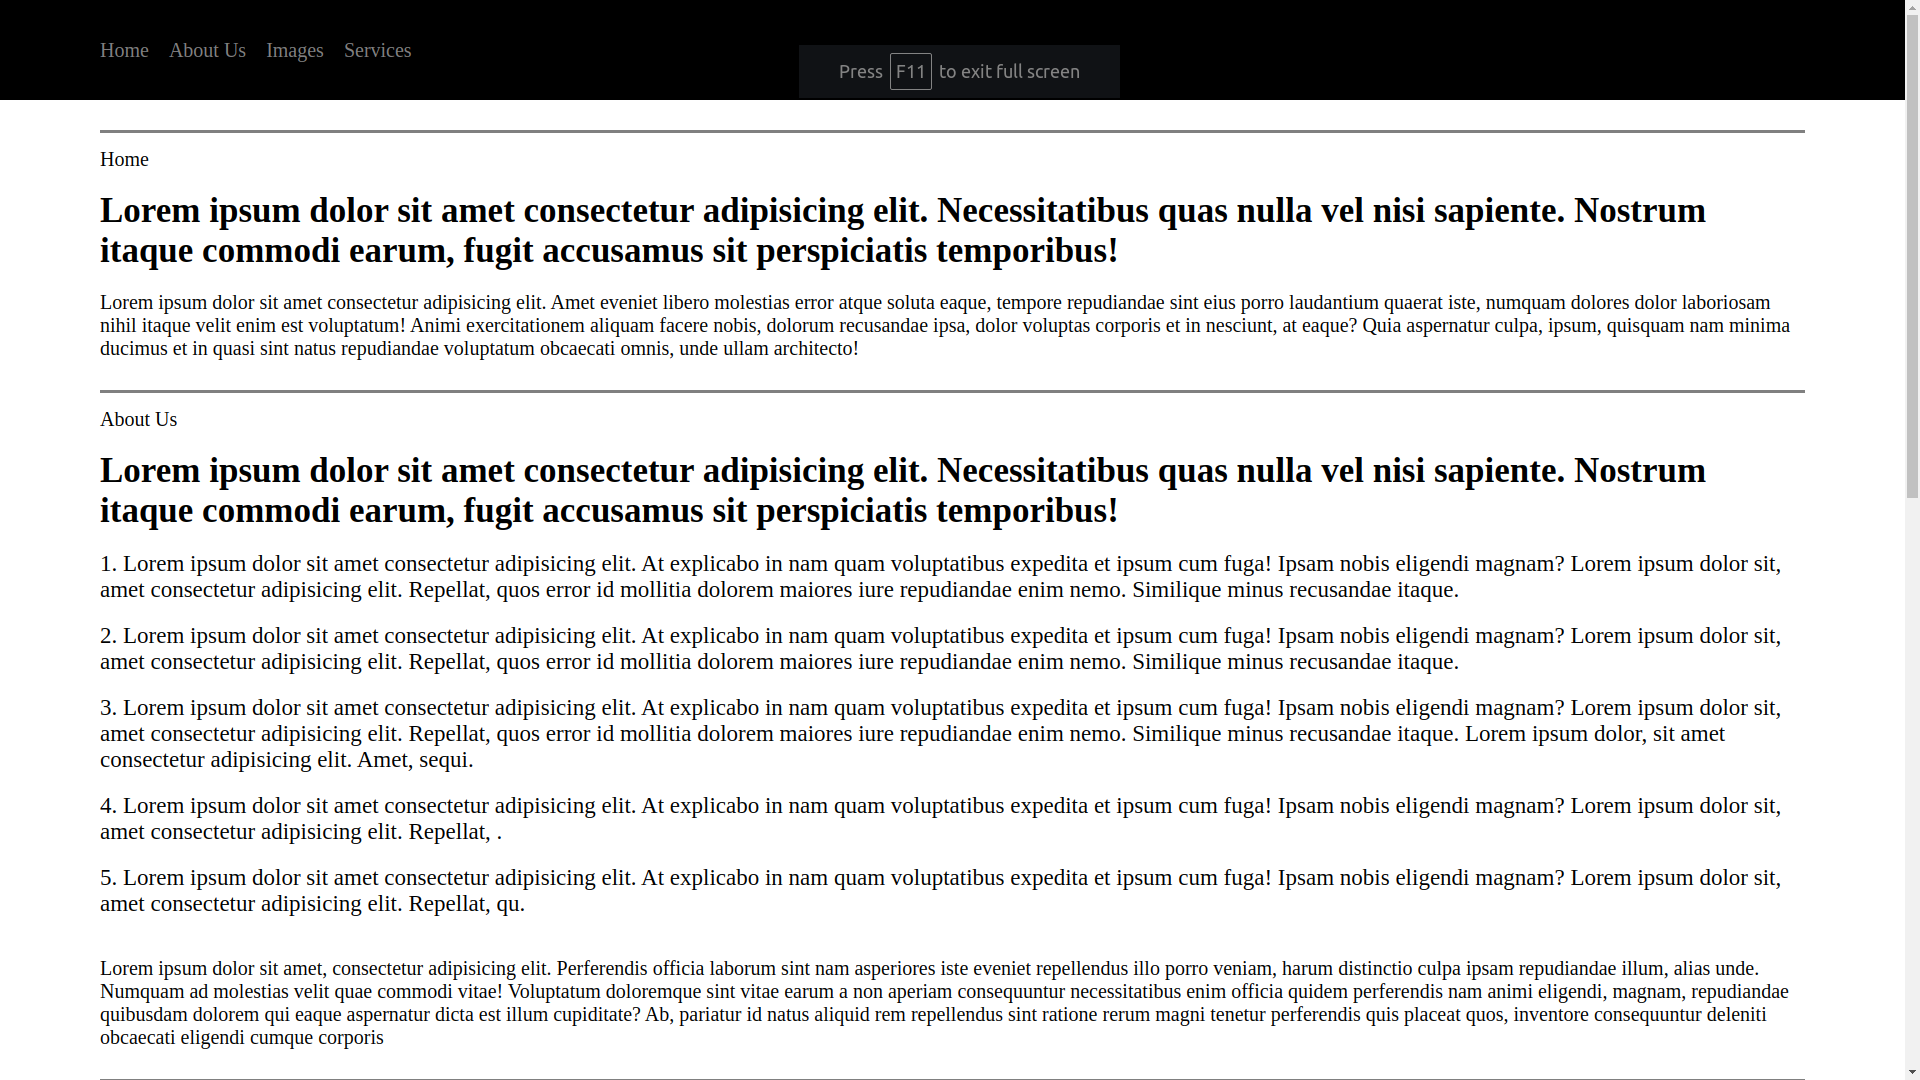 Home About Us Images Services
Press F11 to exit full screen
Home
Lorem ipsum dolor sit amet consectetur adipisicing elit. Necessitatibus quas nulla vel nisi sapiente. Nostrum
itaque commodi earum, fugit accusamus sit perspiciatis temporibus!
Lorem ipsum dolor sit amet consectetur adipisicing elit. Amet eveniet libero molestias error atque soluta eaque, tempore repudiandae sint eius porro laudantium quaerat iste, numquam dolores dolor laboriosam
nihil itaque velit enim est voluptatum! Animi exercitationem aliquam facere nobis, dolorum recusandae ipsa, dolor voluptas corporis et in nesciunt, at eaque? Quia aspernatur culpa, ipsum, quisquam nam minima
ducimus et in quasi sint natus repudiandae voluptatum obcaecati omnis, unde ullam architecto!
About Us
Lorem ipsum dolor sit amet consectetur adipisicing elit. Necessitatibus quas nulla vel nisi sapiente. Nostrum
itaque commodi earum, fugit accusamus sit perspiciatis temporibus!
1. Lorem ipsum dolor sit amet consectetur adipisicing elit. At explicabo in nam quam voluptatibus expedita et ipsum cum fuga! Ipsam nobis eligendi magnam? Lorem ipsum dolor sit,
amet consectetur adipisicing elit. Repellat, quos error id mollitia dolorem maiores iure repudiandae enim nemo. Similique minus recusandae itaque.
2. Lorem ipsum dolor sit amet consectetur adipisicing elit. At explicabo in nam quam voluptatibus expedita et ipsum cum fuga! Ipsam nobis eligendi magnam? Lorem ipsum dolor sit,
amet consectetur adipisicing elit. Repellat, quos error id mollitia dolorem maiores iure repudiandae enim nemo. Similique minus recusandae itaque.
3. Lorem ipsum dolor sit amet consectetur adipisicing elit. At explicabo in nam quam voluptatibus expedita et ipsum cum fuga! Ipsam nobis eligendi magnam? Lorem ipsum dolor sit,
amet consectetur adipisicing elit. Repellat, quos error id mollitia dolorem maiores iure repudiandae enim nemo. Similique minus recusandae itaque. Lorem ipsum dolor, sit amet
consectetur adipisicing elit. Amet, sequi.
4. Lorem ipsum dolor sit amet consectetur adipisicing elit. At explicabo in nam quam voluptatibus expedita et ipsum cum fuga! Ipsam nobis eligendi magnam? Lorem ipsum dolor sit,
amet consectetur adipisicing elit. Repellat, .
5. Lorem ipsum dolor sit amet consectetur adipisicing elit. At explicabo in nam quam voluptatibus expedita et ipsum cum fuga! Ipsam nobis eligendi magnam? Lorem ipsum dolor sit,
amet consectetur adipisicing elit. Repellat, qu.
Lorem ipsum dolor sit amet, consectetur adipisicing elit. Perferendis officia laborum sint nam asperiores iste eveniet repellendus illo porro veniam, harum distinctio culpa ipsam repudiandae illum, alias unde.
Numquam ad molestias velit quae commodi vitae! Voluptatum doloremque sint vitae earum a non aperiam consequuntur necessitatibus enim officia quidem perferendis nam animi eligendi, magnam, repudiandae
quibusdam dolorem qui eaque aspernatur dicta est illum cupiditate? Ab, pariatur id natus aliquid rem repellendus sint ratione rerum magni tenetur perferendis quis placeat quos, inventore consequuntur deleniti
obcaecati eligendi cumque corporis